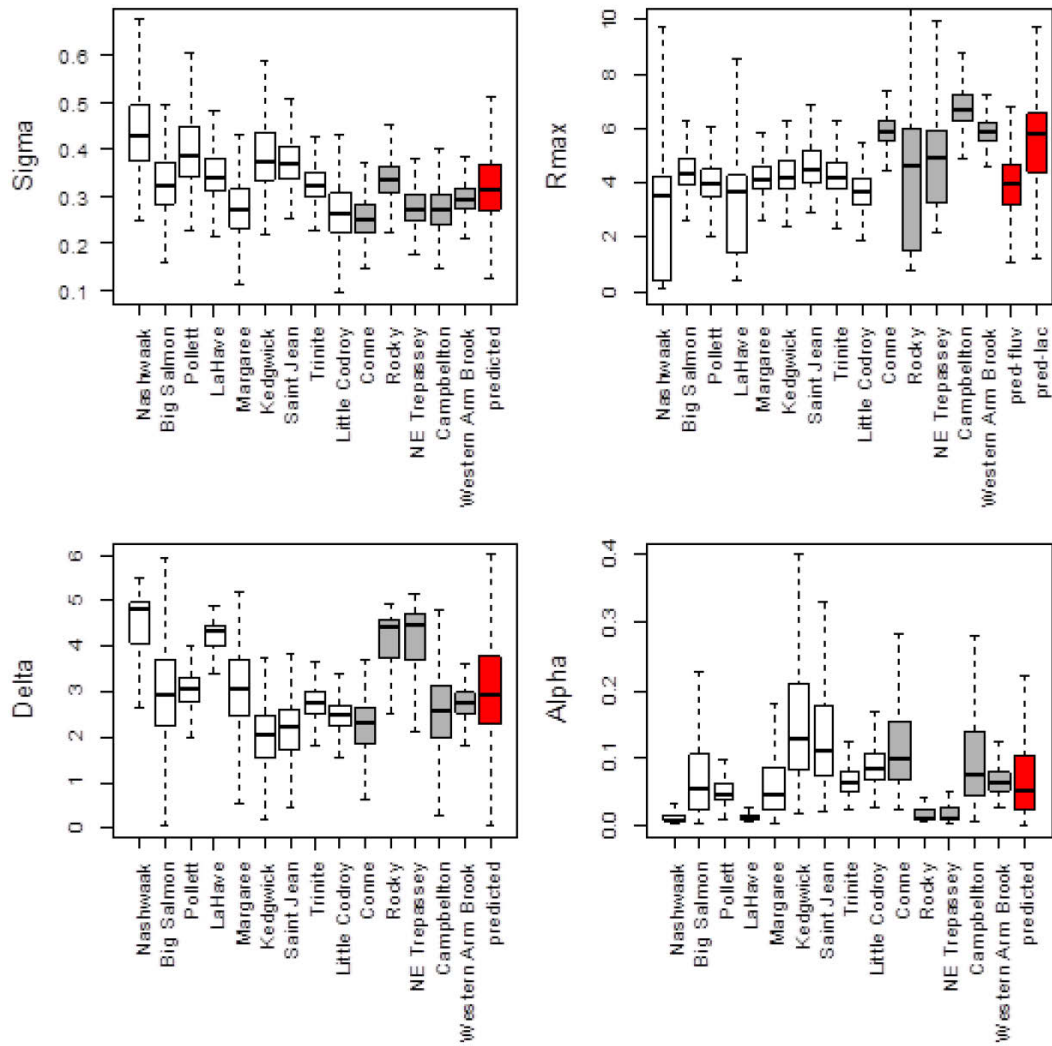 Sigma
0.6
0.5
0.4
0.3
0.2
0.1
Nashwaak
Big Salmon
Pollett
LaHave
Margaree
Kedgwick
Saint Jean
Trinite
Little Codroy
Conne
Rocky
NE Trepassey
Campbellton
Western Arm Brook
predicted
Rmax
10
8
6
4
2
0
Nashwaak
Big Salmon
Pollett
LaHave
Margaree
Kedgwick
Saint Jean
Trinite
Little Codroy
Conne
Rocky
NE Trepassey
Campbellton
Western Arm Brook
pred-fluv
pred-lac
Delta
6
5
4
3
2
1
0
Nashwaak
Big Salmon
Pollett
LaHave
Margaree
Kedgwick
Saint Jean
Trinite
Little Codroy
Conne
Rocky
NE Trepassey
Campbellton
Western Arm Brook
predicted
Alpha
0.4
0.3
0.2
0.1
0.0
Nashwaak
Big Salmon
Pollett
LaHave
Margaree
Kedgwick
Saint Jean
Trinite
Little Codroy
Conne
Rocky
NE Trepassey
Campbellton
Western Arm Brook
predicted